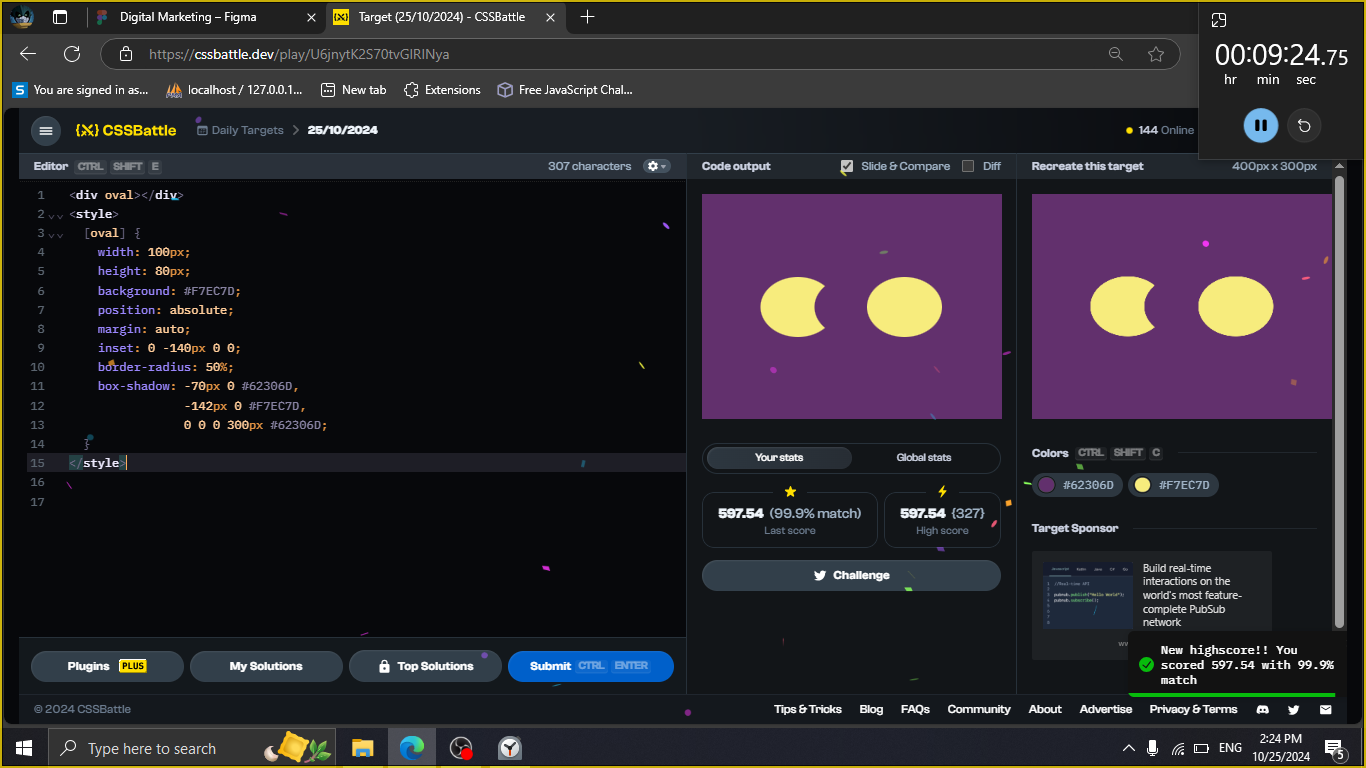 Digital Marketing – Figma
Target (25/10/2024) - CSSBattle
https://cssbattle.dev/play/U6jnytK2S70tvGlRINya
00:09:24.75
hr min sec
You are signed in as...
localhost / 127.0.0.1...
New tab
Extensions
Free JavaScript Chal...
{X} CSSBattle
Daily Targets > 25/10/2024
144 Online
Editor CTRL SHIFT E
307 characters
Code output
Slide & Compare
Diff
Recreate this target
400px x 300px
1 <div oval></div>
2 <style>
3 [oval] {
4 width: 100px;
5 height: 80px;
6 background: #F7EC7D;
7 position: absolute;
8 margin: auto;
9 inset: 0 -140px 0 0;
10 border-radius: 50%;
11 box-shadow: -70px 0 #62306D,
12 -142px 0 #F7EC7D,
13 0 0 0 300px #62306D;
14 }
15 </style>
16
17
Your stats
Global stats
597.54 (99.9% match)
Last score
597.54 {327}
High score
Challenge
Colors CTRL SHIFT C
#62306D
#F7EC7D
Target Sponsor
Build real-time
interactions on the
world's most feature-
complete PubSub
network
New highscore!! You
scored 597.54 with 99.9%
match
Plugins PLUS
My Solutions
Top Solutions
Submit CTRL ENTER
© 2024 CSSBattle
Tips & Tricks
Blog
FAQs
Community
About
Advertise
Privacy & Terms
Type here to search
ENG
2:24 PM
10/25/2024
5